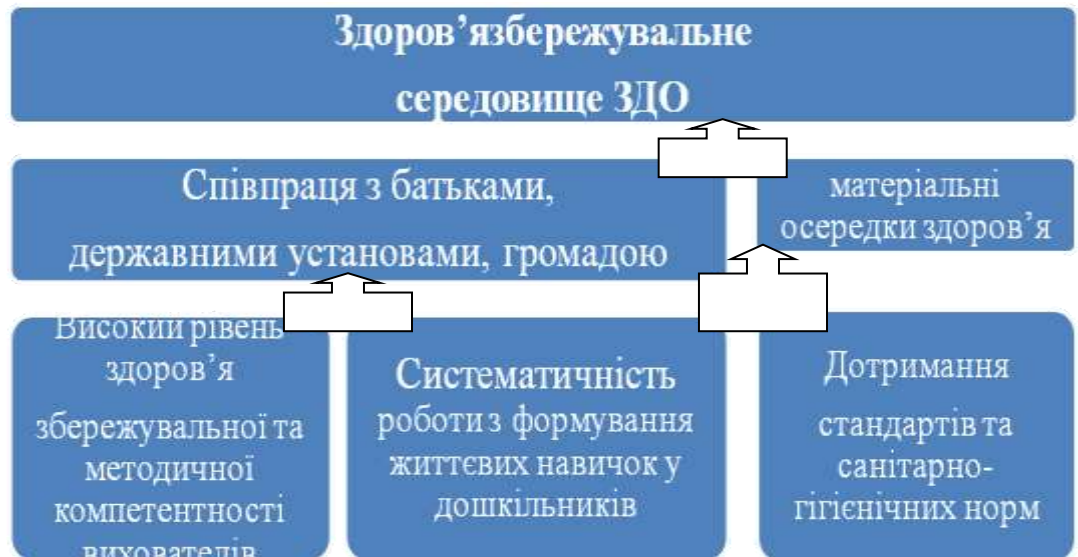 Здоров’язбережувальне
середовище ЗДО
Співпраця з батьками,
державними установами, громадою
матеріальні
осередки здоров’я
Високий рівень
здоров’я
збережувальної та
методичної
компетентності
вихователів
Систематичність
роботи з формування
життєвих навичок у
дошкільників
Дотримання
стандартів та
санітарно-
гігієнічних норм